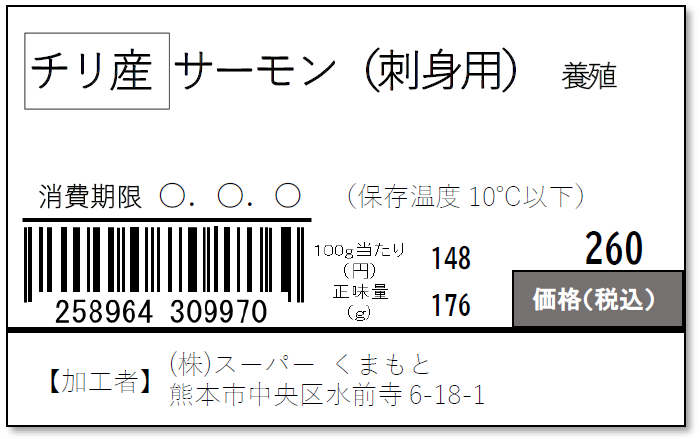 チリ産 サーモン（刺身用） 養殖
消費期限 〇．〇．〇 （保存温度 10℃以下）
100g当たり
(円)
148
260
正味量
(g)
176
価格(税込)
258964 309970
【加工者】
(株)スーパー くまもと
熊本市中央区水前寺 6-18-1